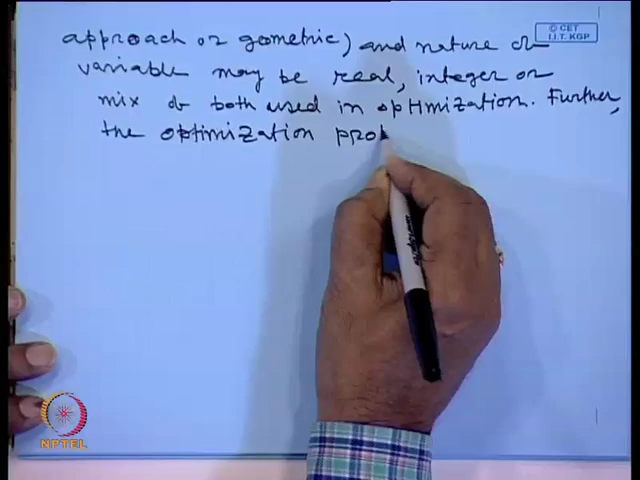 © CET
I.I.T. KGP
approach or gometric) and nature of
variable may be real, integer or
mix of both used in optimization. Further,
the optimization prob
NPTEL